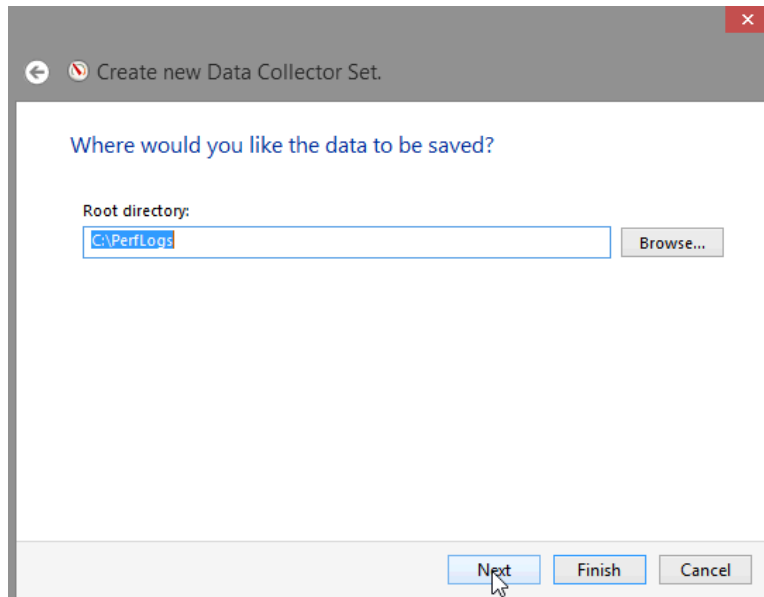 Create new Data Collector Set.
Where would you like the data to be saved?
Root directory:
C:\PerfLogs
Browse...
Next Finish Cancel